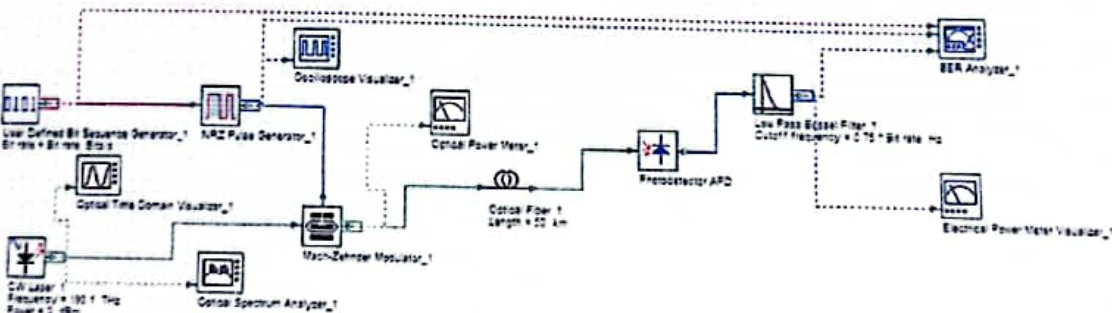 Oscilloscope Visualizer_1
BER Analyzer_1
User Defined Bit Sequence Generator_1
Bit rate = Bit rate Bits/s
NRZ Pulse Generator_1
Optical Power Meter_1
Low Pass Bessel Filter_1
Cutoff frequency = 0.75 * Bit rate Hz
Photodetector APD
Optical Time Domain Visualizer_1
Optical Fiber_1
Length = 50 km
Electrical Power Meter Visualizer_1
Mach-Zehnder Modulator_1
CW Laser_1
Frequency = 193.1 THz
Power = 0 dBm
Optical Spectrum Analyzer_1